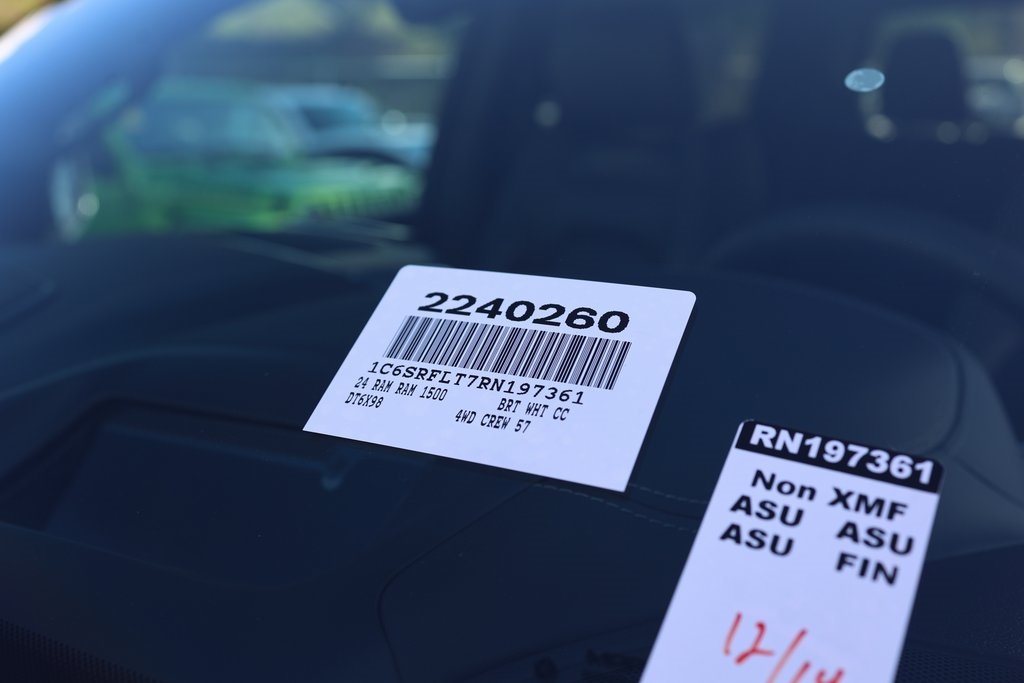 2240260
1C6SRFLT7RN197361
24 RAM RAM 1500 BRT WHT CC
DT6X98 4WD CREW 57
RN197361
Non XMF
ASU ASU
ASU FIN
12/14